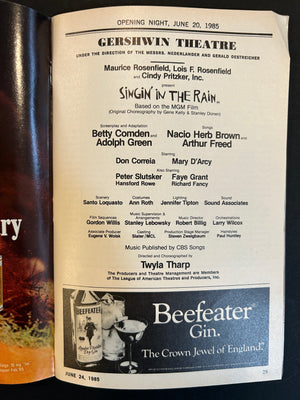 OPENING NIGHT, JUNE 20, 1985
GERSHWIN THEATRE
UNDER THE DIRECTION OF THE MESSRS. NEDERLANDER AND GERALD OESTREICHER
Maurice Rosenfield, Lois F. Rosenfield
and Cindy Pritzker, Inc.
present
SINGIN' IN THE RAIN
Based on the MGM Film
(Original Choreography by Gene Kelly & Stanley Donen)
Screenplay and Adaptation
Songs
Betty Comden and
Adolph Green
Nacio Herb Brown and
Arthur Freed
Starring
Don Correia
Mary D'Arcy
Also Starring
Peter Slutsker
Faye Grant
Hansford Rowe
Richard Fancy
Scenery
Costumes
Lighting
Sound
Santo Loquasto
Ann Roth
Jennifer Tipton
Sound Associates
Film Sequences
Music Supervision & Arrangements
Music Director
Gordon Willis
Stanley Lebowsky
Robert Billig
Larry Wilcox
Associate Producer
Casting
Production Stage Manager
Hairstyles
Eugene V. Wolsk
Slater/MCL
Steven Zweigbaum
Paul Huntley
Music Published by CBS Songs
Directed and Choreographed by
Twyla Tharp
The Producers and Theatre Management are Members
of The League of American Theatres and Producers, Inc.
ry
BEEFEATER
Beefeater
Gin.
The Crown Jewel of England.
JUNE 24, 1985
25